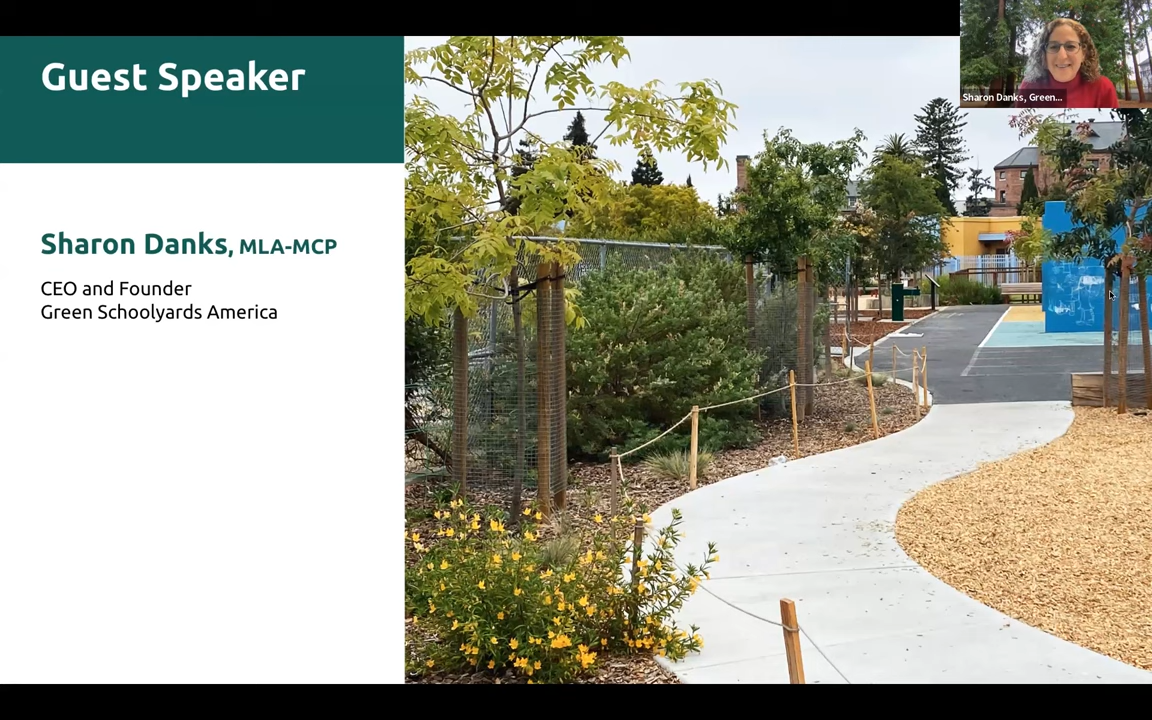 Guest Speaker
Sharon Danks, MLA-MCP
CEO and Founder
Green Schoolyards America
Sharon Danks, Green...